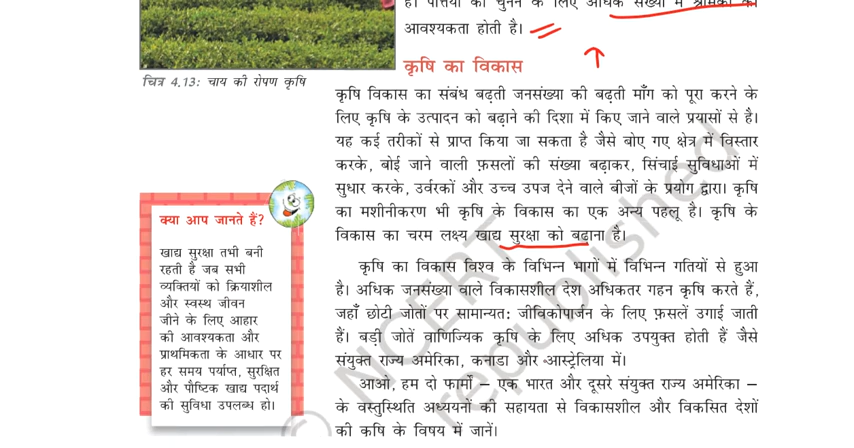 है। पत्तियों को चुनने के लिए अधिक संख्या में श्रमिकों की
आवश्यकता होती है।
चित्र 4.13: चाय की रोपण कृषि
कृषि का विकास
कृषि विकास का संबंध बढ़ती जनसंख्या की बढ़ती माँग को पूरा करने के
लिए कृषि के उत्पादन को बढ़ाने की दिशा में किए जाने वाले प्रयासों से है।
यह कई तरीकों से प्राप्त किया जा सकता है जैसे बोए गए क्षेत्र में विस्तार
करके, बोई जाने वाली फ़सलों की संख्या बढ़ाकर, सिंचाई सुविधाओं में
सुधार करके, उर्वरकों और उच्च उपज देने वाले बीजों के प्रयोग द्वारा। कृषि
का मशीनीकरण भी कृषि के विकास का एक अन्य पहलू है। कृषि के
विकास का चरम लक्ष्य खाद्य सुरक्षा को बढ़ाना है।
कृषि का विकास विश्व के विभिन्न भागों में विभिन्न गतियों से हुआ
है। अधिक जनसंख्या वाले विकासशील देश अधिकतर गहन कृषि करते हैं,
जहाँ छोटी जोतों पर सामान्यत: जीविकोपार्जन के लिए फ़सलें उगाई जाती
हैं। बड़ी जोतें वाणिज्यिक कृषि के लिए अधिक उपयुक्त होती हैं जैसे
संयुक्त राज्य अमेरिका, कनाडा और आस्ट्रेलिया में।
आओ, हम दो फार्मों – एक भारत और दूसरे संयुक्त राज्य अमेरिका –
के वस्तुस्थिति अध्ययनों की सहायता से विकासशील और विकसित देशों
की कृषि के विषय में जानें।
क्या आप जानते हैं?
खाद्य सुरक्षा तभी बनी
रहती है जब सभी
व्यक्तियों को क्रियाशील
और स्वस्थ जीवन
जीने के लिए आहार
की आवश्यकता और
प्राथमिकता के आधार पर
हर समय पर्याप्त, सुरक्षित
और पौष्टिक खाद्य पदार्थ
की सुविधा उपलब्ध हो।
© NCERT
republished